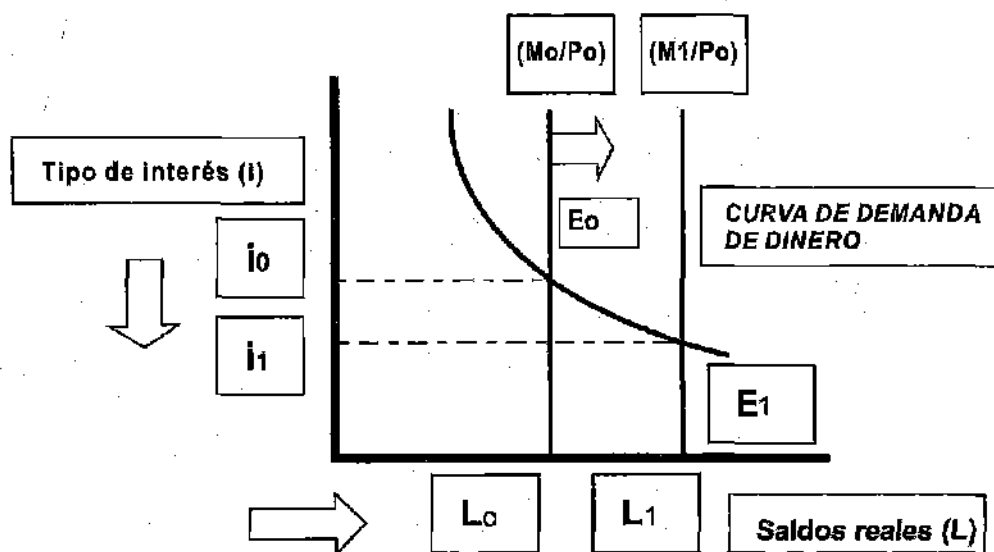 (Mo/Po)
(M1/Po)
Tipo de interés (i)
Eo
CURVA DE DEMANDA
DE DINERO
i0
i1
E1
Lo
L1
Saldos reales (L)